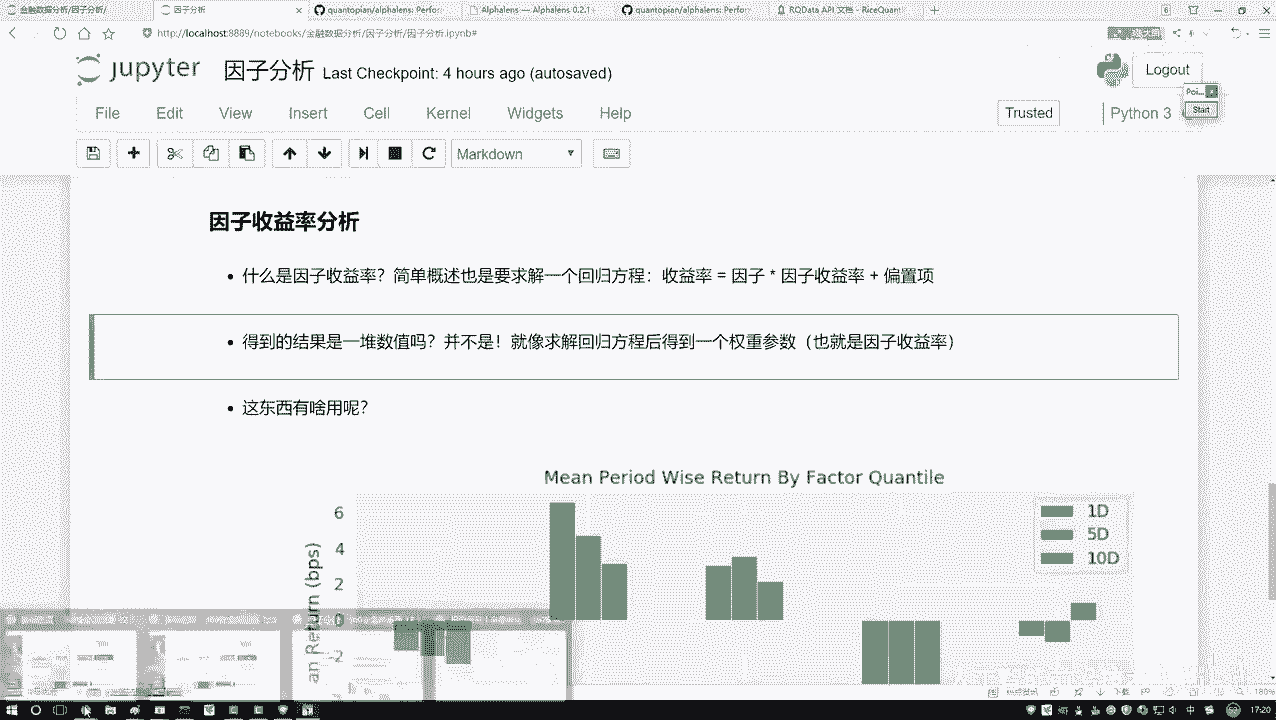 金融数据分析/因子分析/
因子分析
quantopian/alphalens: Perfor
Alphalens — Alphalens 0.2.1
quantopian/alphalens: Perfor
RQData API 文档 - RiceQuant
6
http://localhost:8889/notebooks/金融数据分析/因子分析/因子分析.ipynb#
jupyter
因子分析
Last Checkpoint: 4 hours ago (autosaved)
Logout
Poi...
Start
File
Edit
View
Insert
Cell
Kernel
Widgets
Help
Trusted
Python 3
Markdown
因子收益率分析
什么是因子收益率？简单概述也是要求解一个回归方程：收益率 = 因子 * 因子收益率 + 偏置项
得到的结果是一堆数值吗？并不是！就像求解回归方程后得到一个权重参数（也就是因子收益率）
这东西有啥用呢？
Mean Period Wise Return By Factor Quantile
6
4
2
0
-2
an Return (bps)
1D
5D
10D
下载
180%
中
17:20